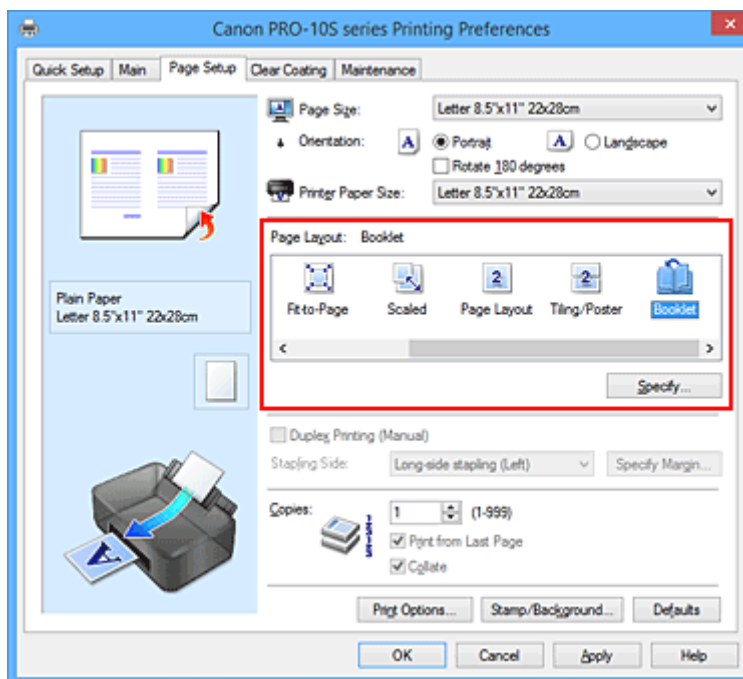 Canon PRO-10S series Printing Preferences
Quick Setup Main Page Setup Clear Coating Maintenance
Page Size: Letter 8.5"x11" 22x28cm
Orientation: A Portrait A Landscape
Rotate 180 degrees
Printer Paper Size: Letter 8.5"x11" 22x28cm
Page Layout: Booklet
2 2
Fit-to-Page Scaled Page Layout Tiling/Poster Booklet
Specify...
Plain Paper
Letter 8.5"x11" 22x28cm
Duplex Printing (Manual)
Stapling Side: Long-side stapling (Left) Specify Margin...
Copies: 1 (1-999)
Print from Last Page
Collate
A
Print Options... Stamp/Background... Defaults
OK Cancel Apply Help